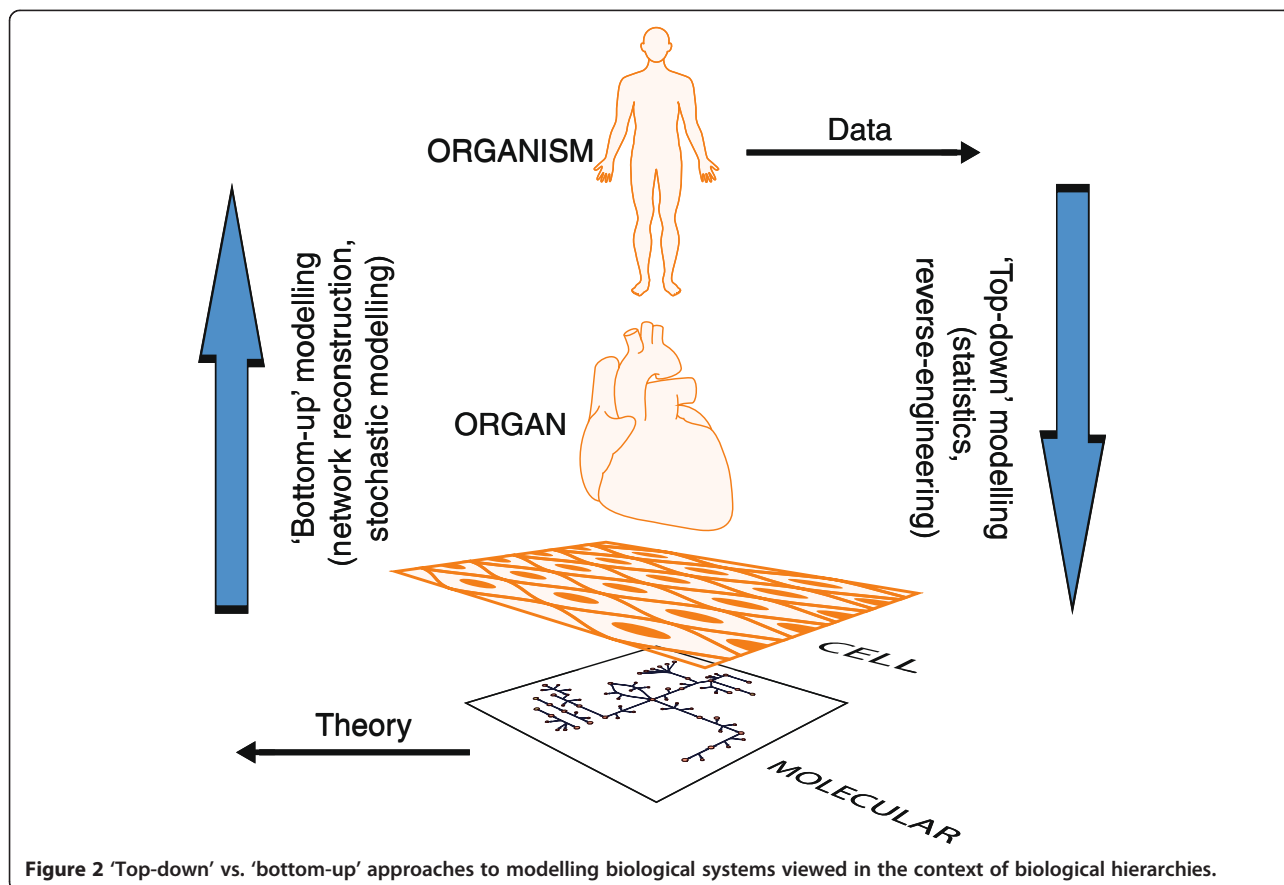 ORGANISM
Data
'Bottom-up' modelling
(network reconstruction,
stochastic modelling)
'Top-down' modelling
(statistics,
reverse-engineering)
ORGAN
CELL
Theory
MOLECULAR
Figure 2 'Top-down' vs. 'bottom-up' approaches to modelling biological systems viewed in the context of biological hierarchies.